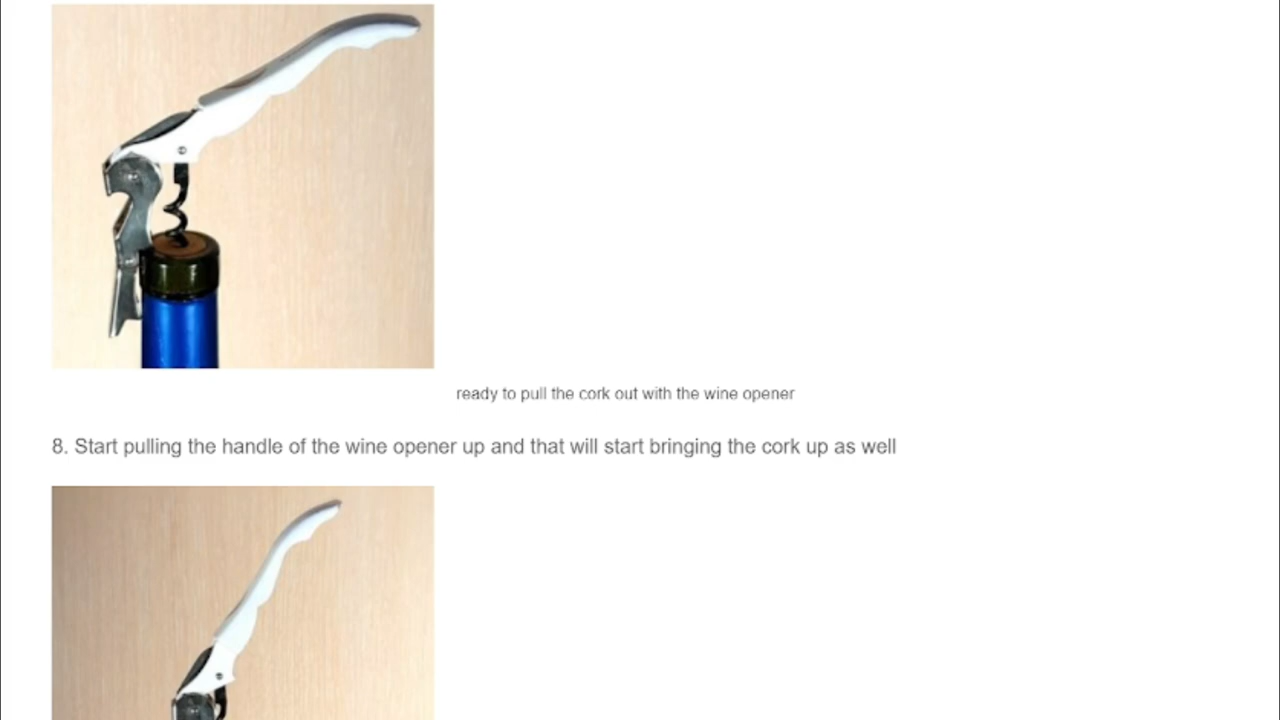 ready to pull the cork out with the wine opener
8. Start pulling the handle of the wine opener up and that will start bringing the cork up as well